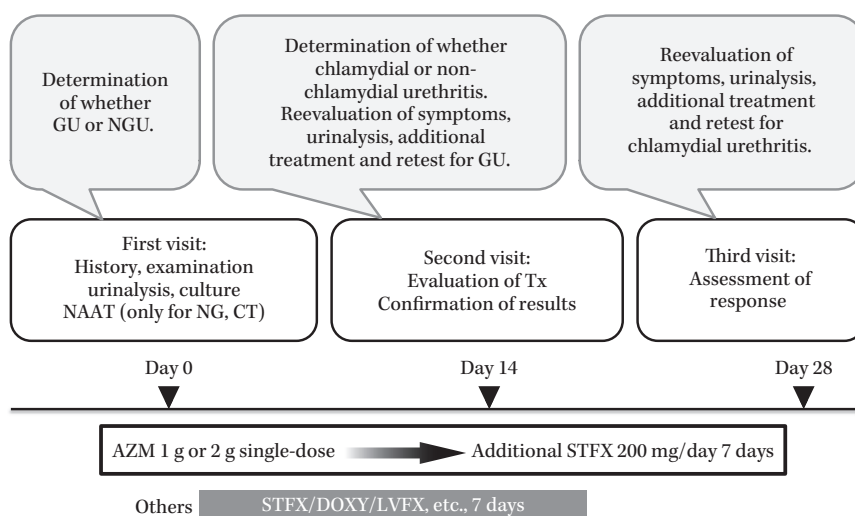 Determination
of whether
GU or NGU.
Determination of whether
chlamydial or non-
chlamydial urethritis.
Reevaluation of symptoms,
urinalysis, additional
treatment and retest for GU.
Reevaluation of
symptoms, urinalysis,
additional treatment
and retest for
chlamydial urethritis.
First visit:
History, examination
urinalysis, culture
NAAT (only for NG, CT)
Second visit:
Evaluation of Tx
Confirmation of results
Third visit:
Assessment of
response
Day 0
Day 14
Day 28
AZM 1 g or 2 g single-dose
Additional STFX 200 mg/day 7 days
Others
STFX/DOXY/LVFX, etc., 7 days